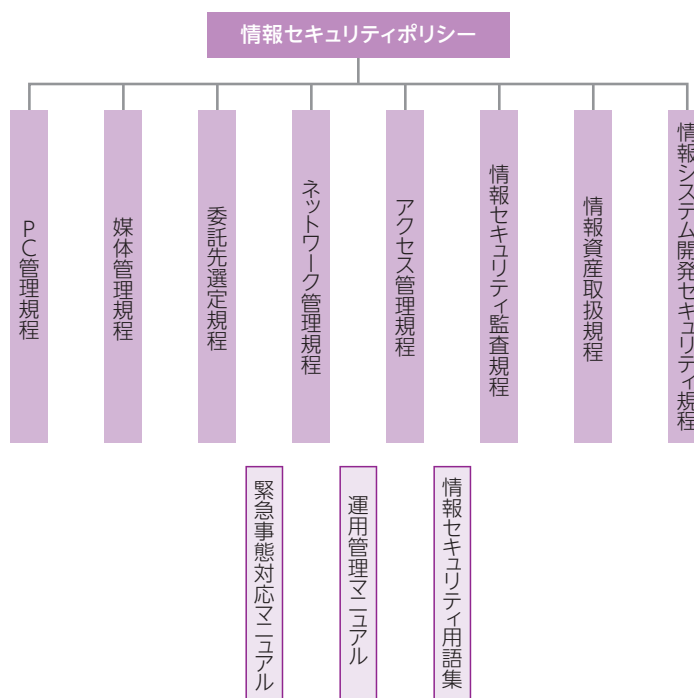 情報セキュリティポリシー
PC管理規程
媒体管理規程
委託先選定規程
ネットワーク管理規程
アクセス管理規程
情報セキュリティ監査規程
情報資産取扱規程
情報システム開発セキュリティ規程
緊急事態対応マニュアル
運用管理マニュアル
情報セキュリティ用語集